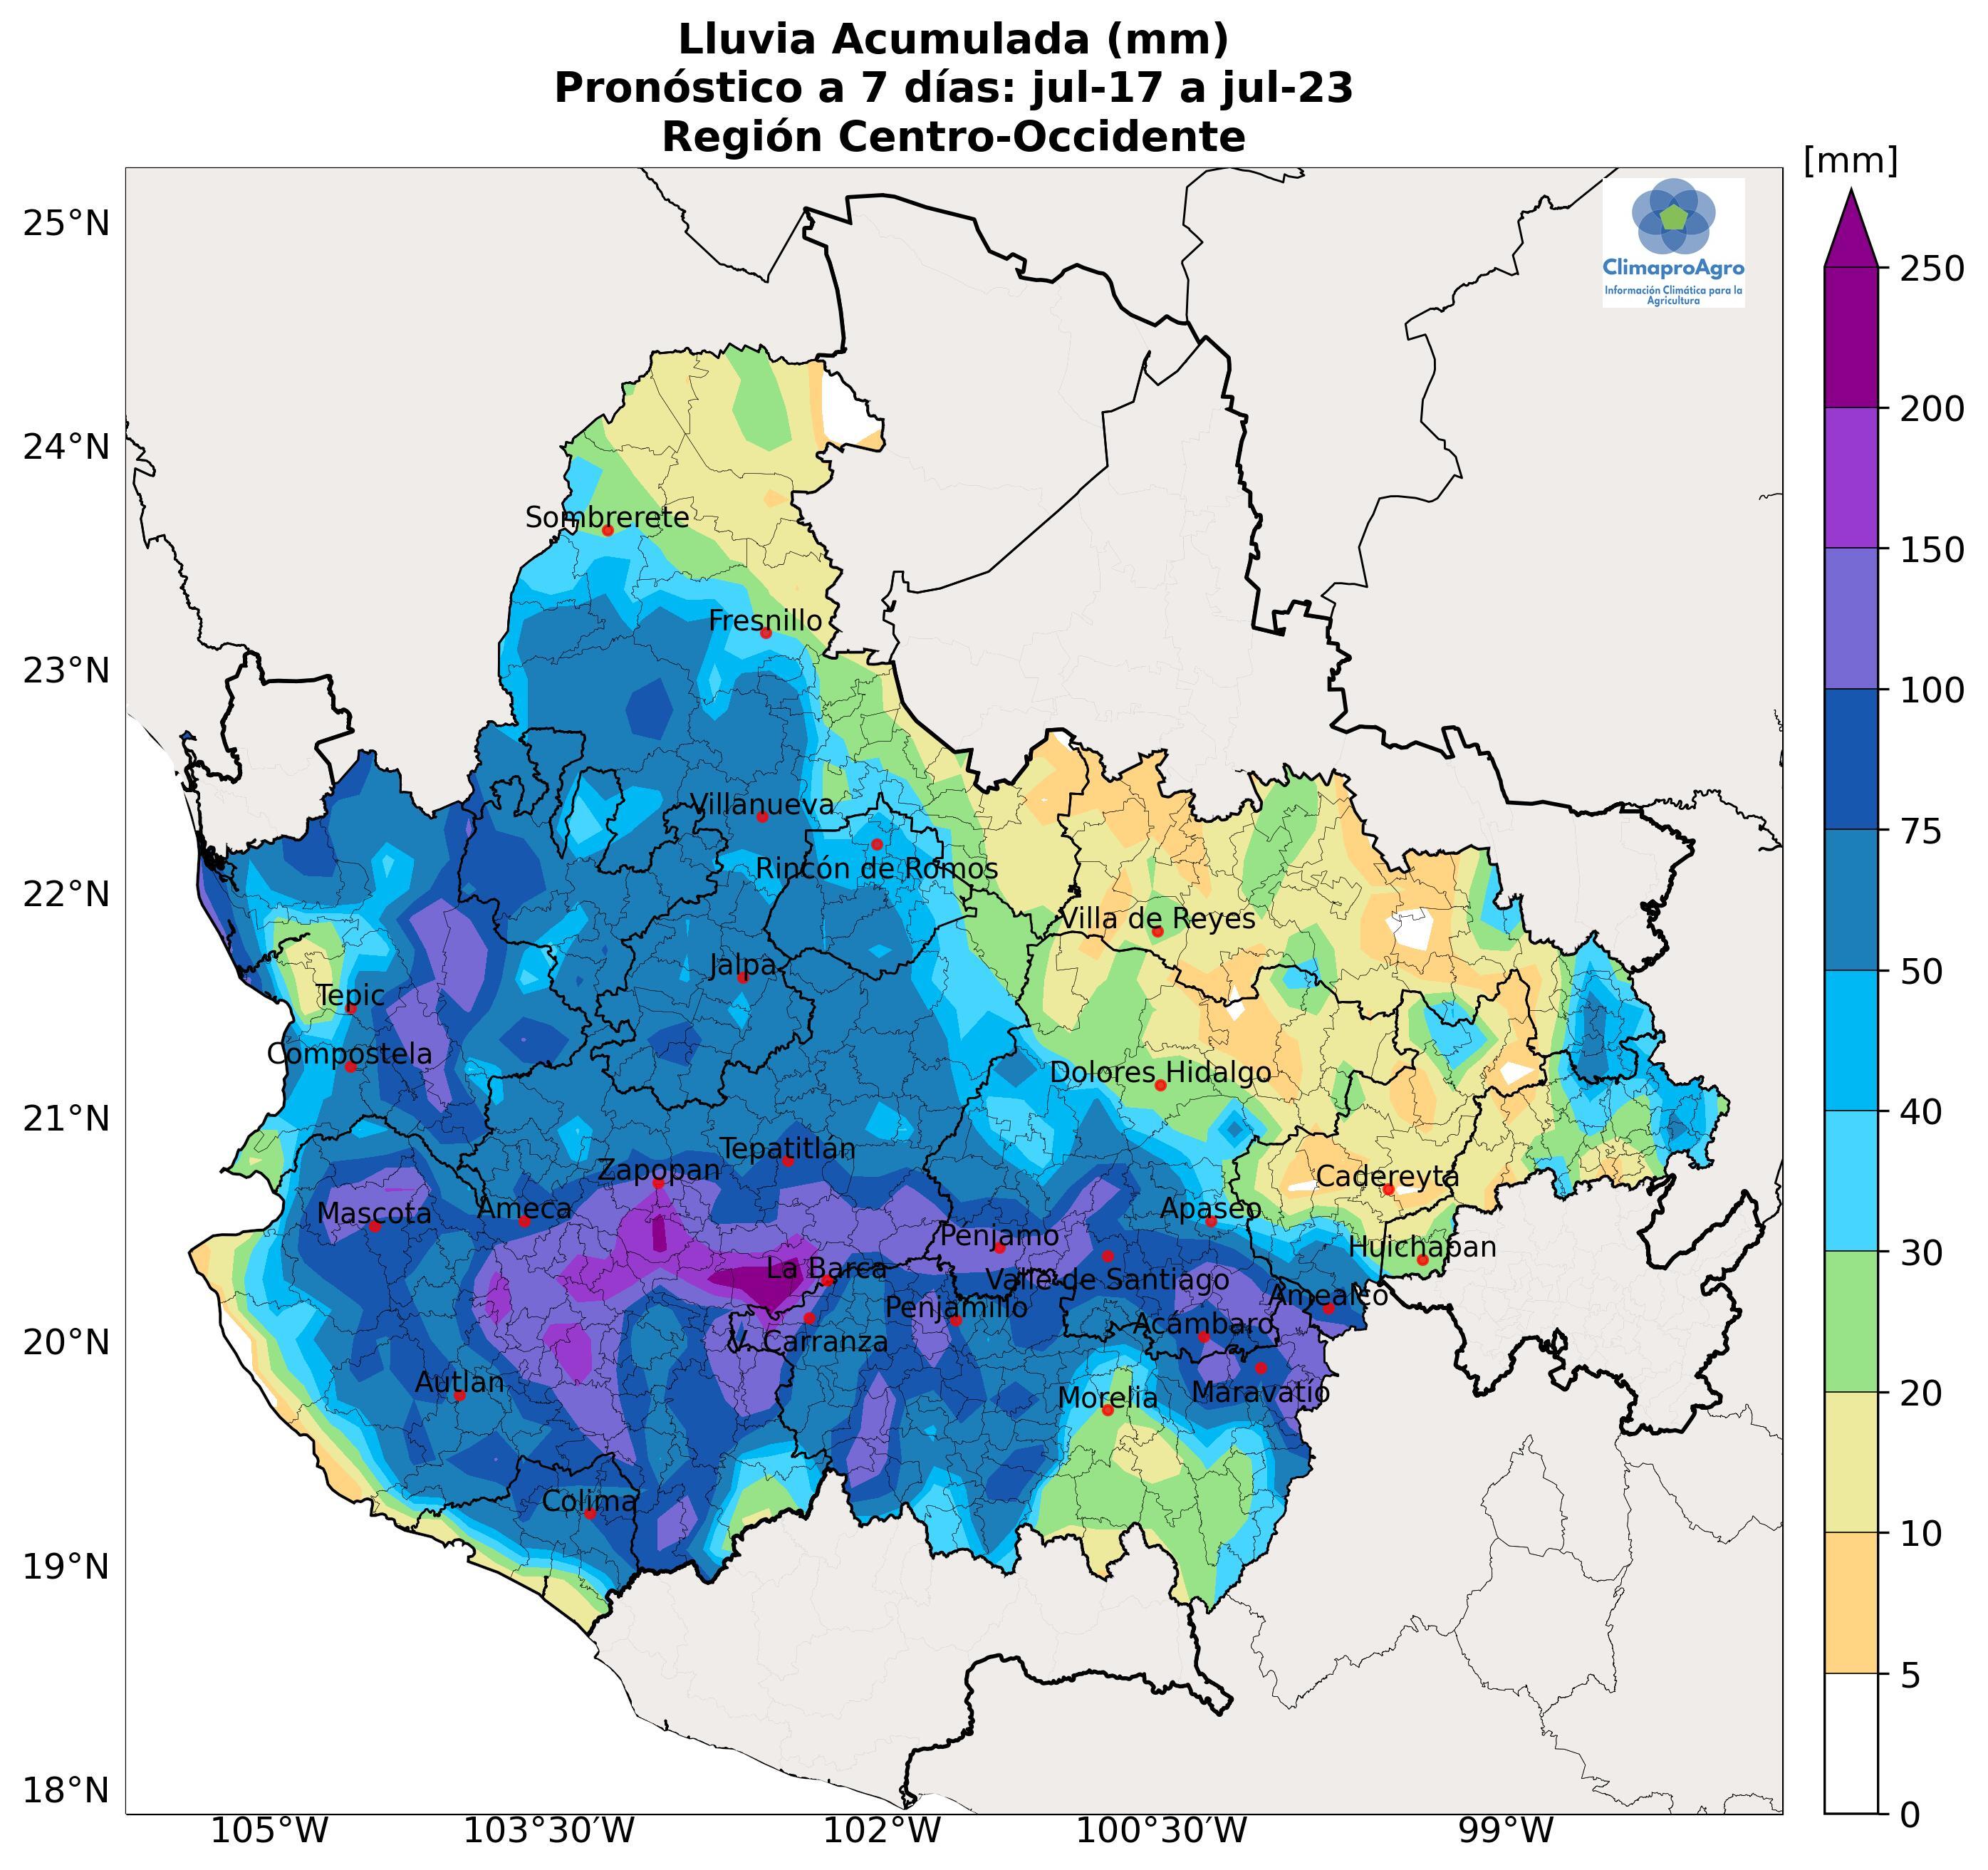 Lluvia Acumulada (mm)
Pronóstico a 7 días: jul-17 a jul-23
Región Centro-Occidente
[mm]
25°N
24°N
23°N
22°N
21°N
20°N
19°N
18°N
ClimaproAgro
Información Climática para la
Agricultura
250
200
150
100
75
50
40
30
20
10
5
0
Sombrerete
Fresnillo
Villanueva
Rincón de Romos
Villa de Reyes
Jalpa
Tepic
Compostela
Dolores Hidalgo
Tepatitlán
Zapopan
Cadereyta
Ameca
Mascota
Apaseo
Penjamo
Huichapan
La Barca
Valle de Santiago
Amealco
Penjamillo
Acámbaro
V. Carranza
Autlan
Maravatío
Morelia
Colima
105°W
103°30'W
102°W
100°30'W
99°W